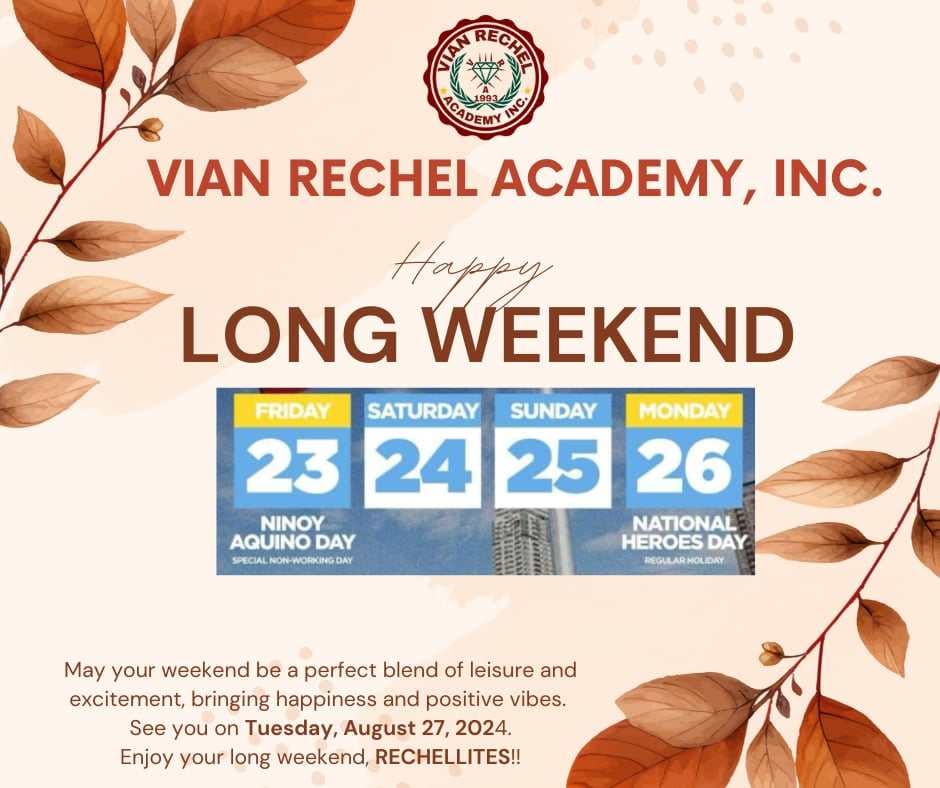 VIAN RECHEL
V R
A
1993
ACADEMY INC.
VIAN RECHEL ACADEMY, INC.
Happy
LONG WEEKEND
FRIDAY SATURDAY SUNDAY MONDAY
23 24 25 26
NINOY AQUINO DAY
SPECIAL NON-WORKING DAY
NATIONAL HEROES DAY
REGULAR HOLIDAY
May your weekend be a perfect blend of leisure and
excitement, bringing happiness and positive vibes.
See you on Tuesday, August 27, 2024.
Enjoy your long weekend, RECHELLITES!!